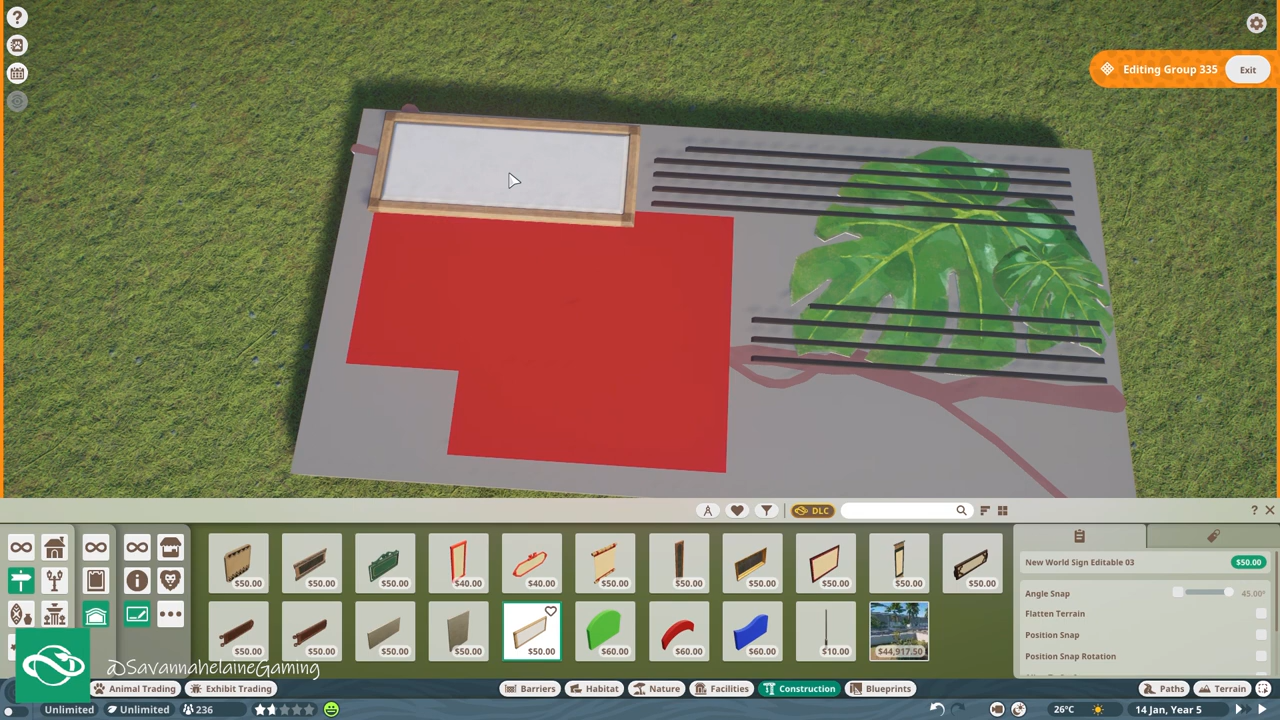 ?
Editing Group 335
Exit
DLC
? ×
$50.00
$50.00
$50.00
$40.00
$40.00
$50.00
$50.00
$50.00
$50.00
$50.00
$50.00
$50.00
$50.00
$50.00
$50.00
$50.00
$60.00
$60.00
$60.00
$10.00
$44,917.50
New World Sign Editable 03
$50.00
Angle Snap
45.00°
Flatten Terrain
Position Snap
Position Snap Rotation
@SavannahelaineGaming
Animal Trading
Exhibit Trading
Barriers
Habitat
Nature
Facilities
Construction
Blueprints
Paths
Terrain
Unlimited
Unlimited
236
26°C
14 Jan, Year 5